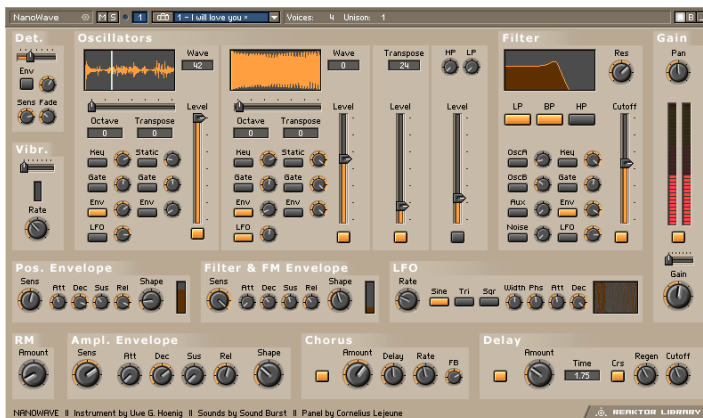 NanoWave M S 1 1 - I will love you × Voices: 4 Unison: 1 B
Det. Oscillators Filter Gain
Wave Wave Transpose HP LP Res Pan
42 0 24
Env
LP BP HP Cutoff
Sens Fade Level Level
Octave Transpose Octave Transpose
0 0 0 0
Key Static Key Static OscA Key
Vibr.
Gate Gate Gate Gate OscB Gate
Env Env Env Env Aux Env
Rate
LFO LFO Noise LFO
Gain
Pos. Envelope Filter & FM Envelope LFO
Sens Att Dec Sus Rel Shape Sens Att Dec Sus Rel Shape Rate Sine Tri Sqr Width Phs Att Dec
RM Ampl. Envelope Chorus Delay
Amount Sens Att Dec Sus Rel Shape Amount Delay Rate FB Amount Time Crs Regen Cutoff
1.75
NANOWAVE II Instrument by Uwe G. Hoenig II Sounds by Sound Burst II Panel by Cornelius Lejeune REAKTOR LIBRARY